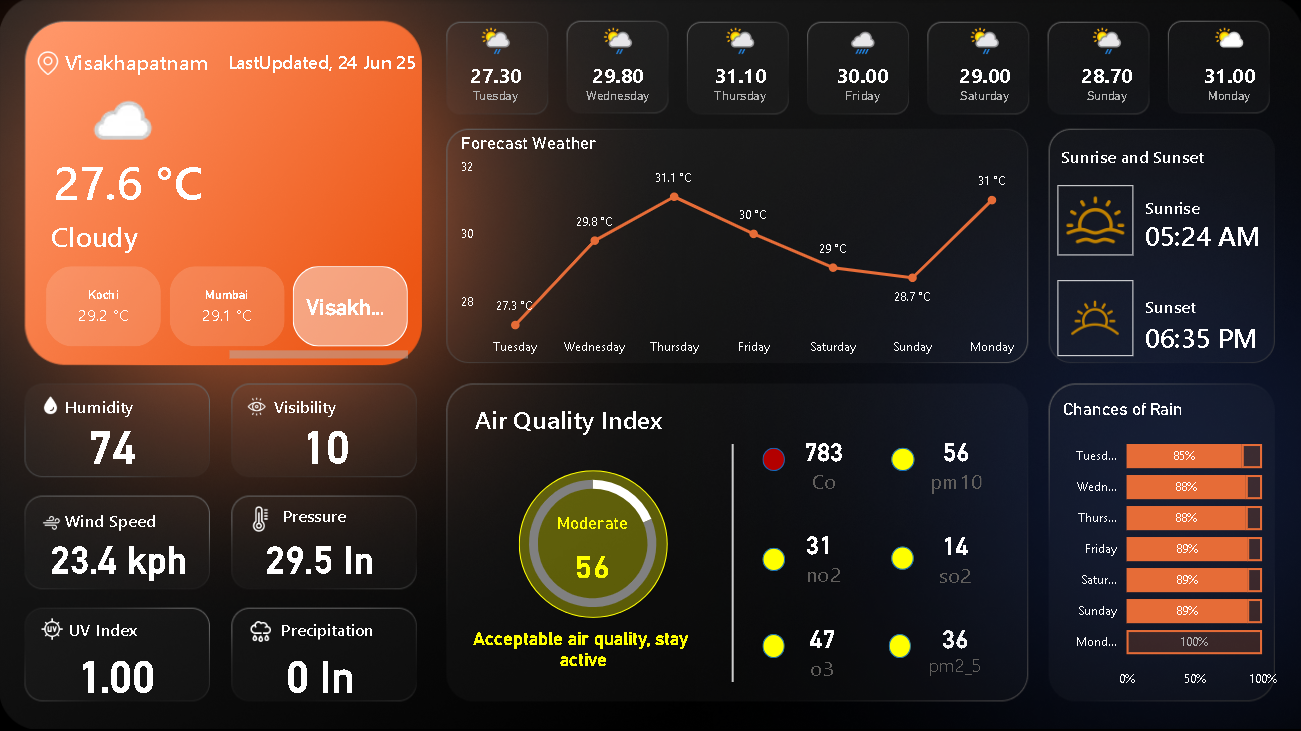 Visakhapatnam
LastUpdated, 24 Jun 25
27.6 °C
Cloudy
Kochi
29.2 °C
Mumbai
29.1 °C
Visakh...
27.30
Tuesday
29.80
Wednesday
31.10
Thursday
30.00
Friday
29.00
Saturday
28.70
Sunday
31.00
Monday
Forecast Weather
32
30
28
27.3 °C
29.8 °C
31.1 °C
30 °C
29 °C
28.7 °C
31 °C
Tuesday Wednesday Thursday Friday Saturday Sunday Monday
Sunrise and Sunset
Sunrise
05:24 AM
Sunset
06:35 PM
Humidity
74
Visibility
10
Wind Speed
23.4 kph
Pressure
29.5 In
UV
UV Index
1.00
Precipitation
0 In
Air Quality Index
Moderate
56
Acceptable air quality, stay
active
783
Co
56
pm10
31
no2
14
so2
47
o3
36
pm2_5
Chances of Rain
Tuesd... 85%
Wedn... 88%
Thurs... 88%
Friday 89%
Satur... 89%
Sunday 89%
Mond... 100%
0% 50% 100%